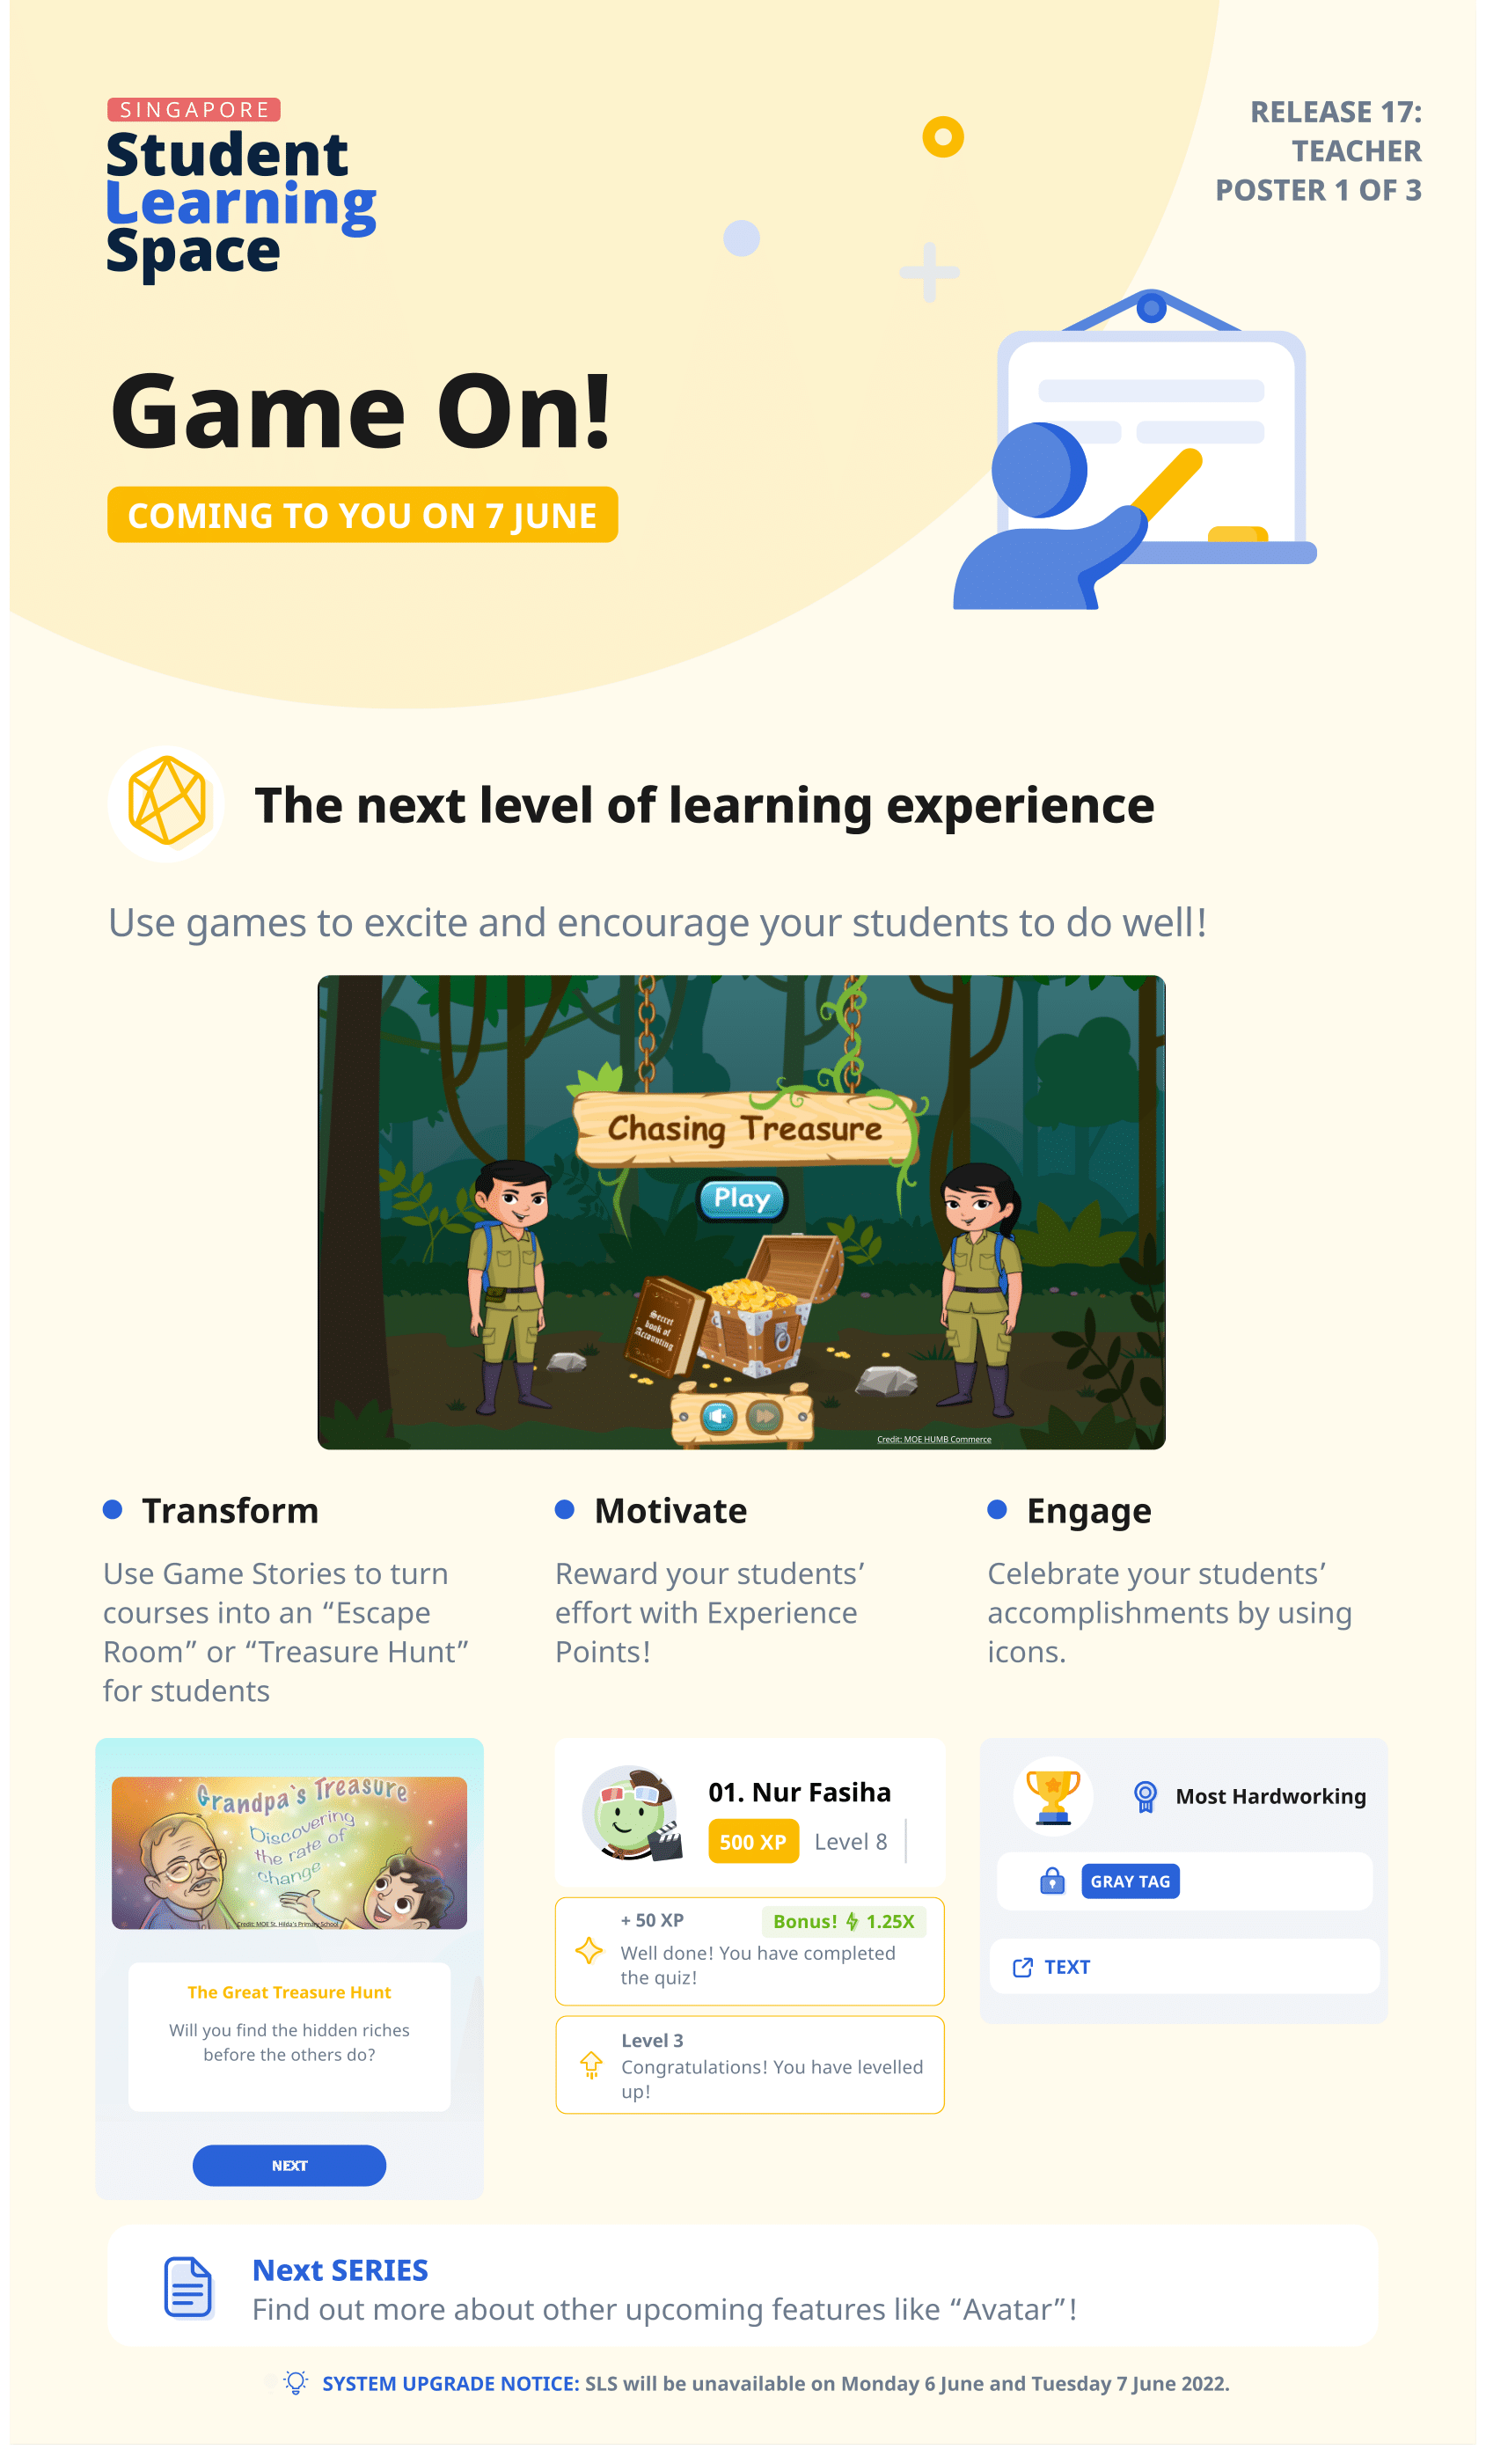 SINGAPORE
Student
Learning
Space
RELEASE 17:
TEACHER
POSTER 1 OF 3
Game On!
COMING TO YOU ON 7 JUNE
The next level of learning experience
Use games to excite and encourage your students to do well!
Chasing Treasure
Play
Secret
book of
Accounting
Credit: MOE HUMB Commerce
Transform
Use Game Stories to turn
courses into an “Escape
Room” or “Treasure Hunt”
for students
Grandpa's Treasure
Discovering
the rate of
change
Credit: MOE St. Hilda's Primary School
The Great Treasure Hunt
Will you find the hidden riches
before the others do?
NEXT
Motivate
Reward your students’
effort with Experience
Points!
01. Nur Fasiha
500 XP Level 8
+ 50 XP Bonus! 1.25X
Well done! You have completed
the quiz!
Level 3
Congratulations! You have levelled
up!
Engage
Celebrate your students’
accomplishments by using
icons.
Most Hardworking
GRAY TAG
TEXT
Next SERIES
Find out more about other upcoming features like “Avatar”!
SYSTEM UPGRADE NOTICE: SLS will be unavailable on Monday 6 June and Tuesday 7 June 2022.